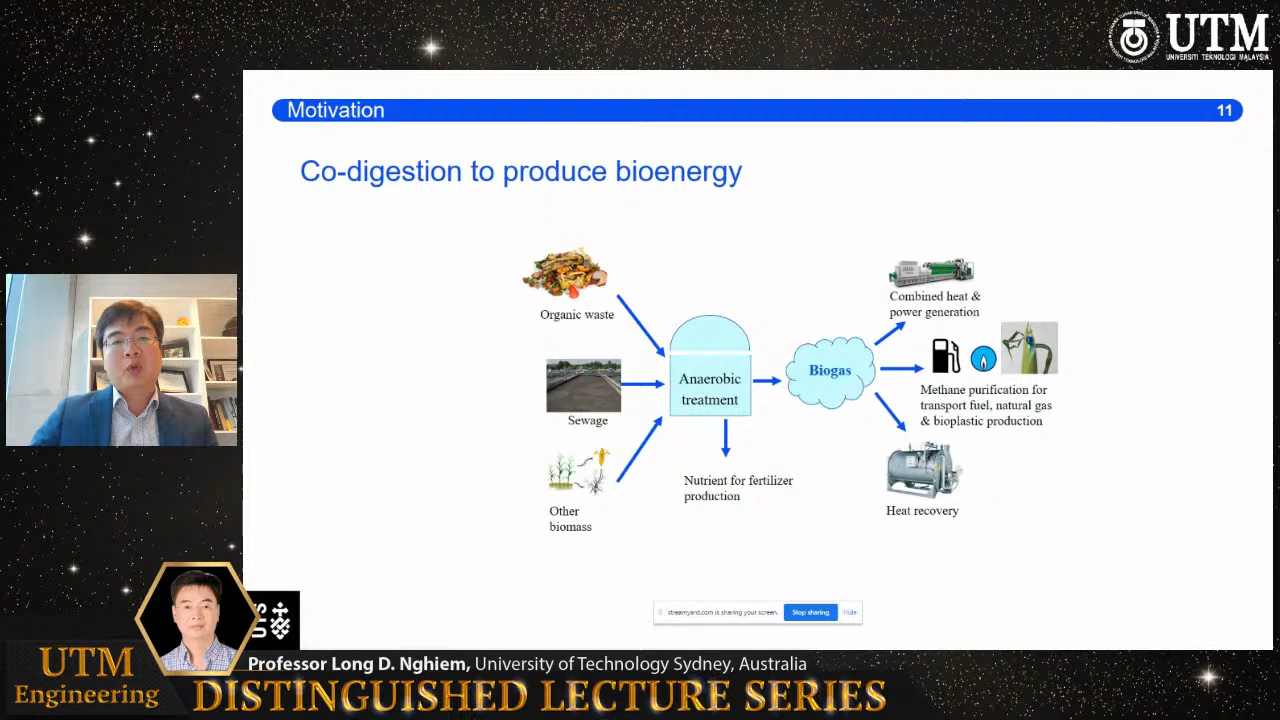 UTM
UNIVERSITI TEKNOLOGI MALAYSIA
Motivation
11
Co-digestion to produce bioenergy
Organic waste
Sewage
Other
biomass
Anaerobic
treatment
Nutrient for fertilizer
production
Biogas
Combined heat &
power generation
Methane purification for
transport fuel, natural gas
& bioplastic production
Heat recovery
streamyard.com is sharing your screen.
Stop sharing
Hide
UTM
Engineering
Professor Long D. Nghiem, University of Technology Sydney, Australia
DISTINGUISHED LECTURE SERIES